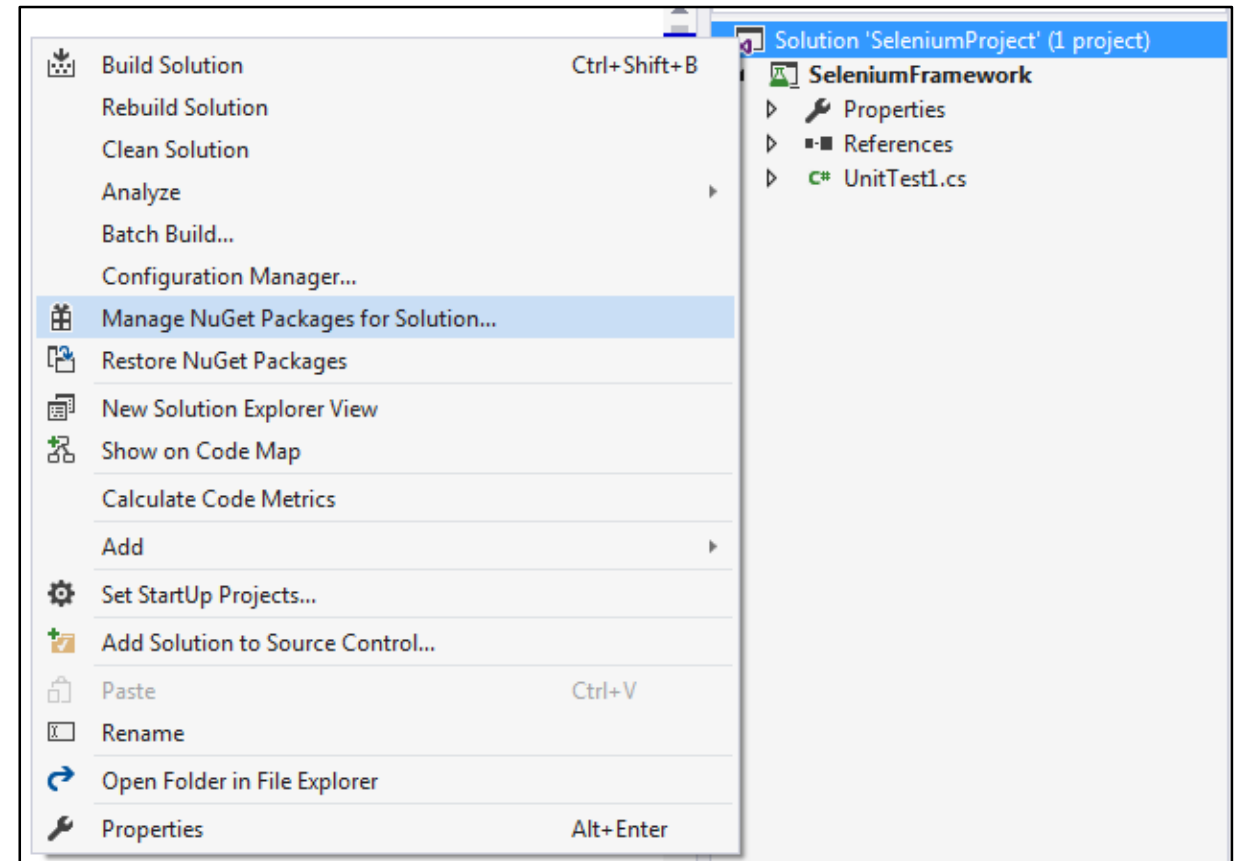 Build Solution Ctrl+Shift+B
Rebuild Solution
Clean Solution
Analyze
Batch Build...
Configuration Manager...
Manage NuGet Packages for Solution...
Restore NuGet Packages
New Solution Explorer View
Show on Code Map
Calculate Code Metrics
Add
Set StartUp Projects...
Add Solution to Source Control...
Paste Ctrl+V
Rename
Open Folder in File Explorer
Properties Alt+Enter
Solution 'SeleniumProject' (1 project)
SeleniumFramework
Properties
References
C# UnitTest1.cs